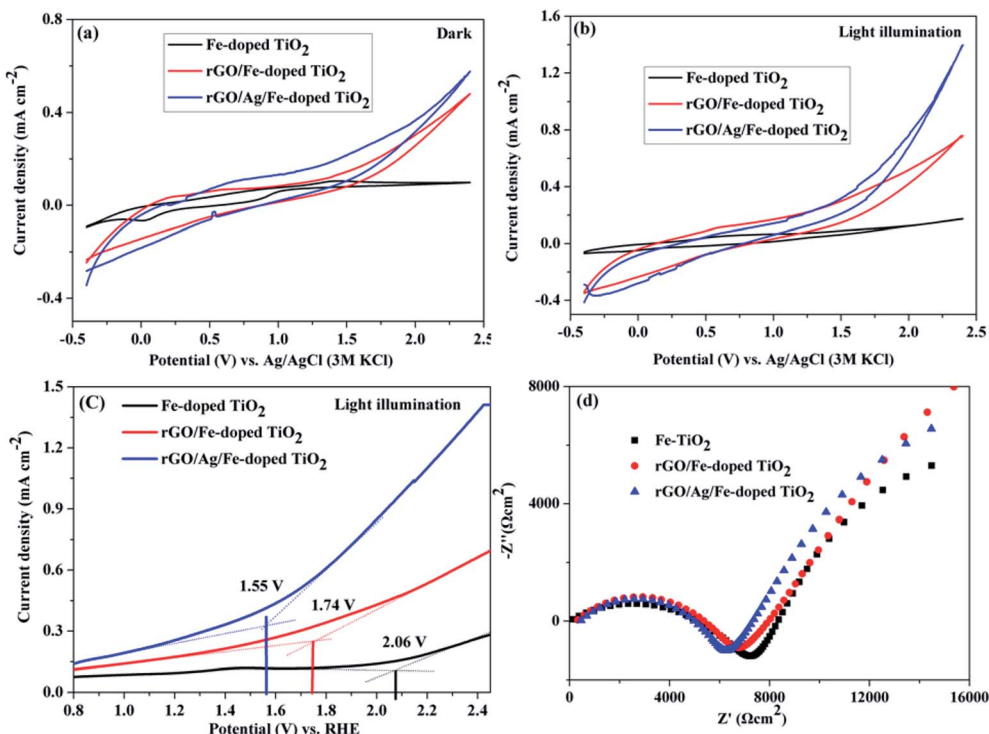 (a)
Dark
Fe-doped TiO2
rGO/Fe-doped TiO2
rGO/Ag/Fe-doped TiO2
Current density (mA cm-2)
0.8
0.4
0.0
-0.4
-0.5 0.0 0.5 1.0 1.5 2.0 2.5
Potential (V) vs. Ag/AgCl (3M KCl)
(b)
Light illumination
Fe-doped TiO2
rGO/Fe-doped TiO2
rGO/Ag/Fe-doped TiO2
Current density (mA cm-2)
1.6
1.2
0.8
0.4
0.0
-0.4
-0.5 0.0 0.5 1.0 1.5 2.0 2.5
Potential (V) vs. Ag/AgCl (3M KCl)
(C)
Light illumination
Fe-doped TiO2
rGO/Fe-doped TiO2
rGO/Ag/Fe-doped TiO2
1.55 V
1.74 V
2.06 V
Current density (mA cm-2)
1.5
1.2
0.9
0.6
0.3
0.0
0.8 1.0 1.2 1.4 1.6 1.8 2.0 2.2 2.4
Potential (V) vs. RHE
(d)
Fe-TiO2
rGO/Fe-doped TiO2
rGO/Ag/Fe-doped TiO2
-Z''(Ωcm2)
8000
4000
0
0 4000 8000 12000 16000
Z' (Ωcm2)